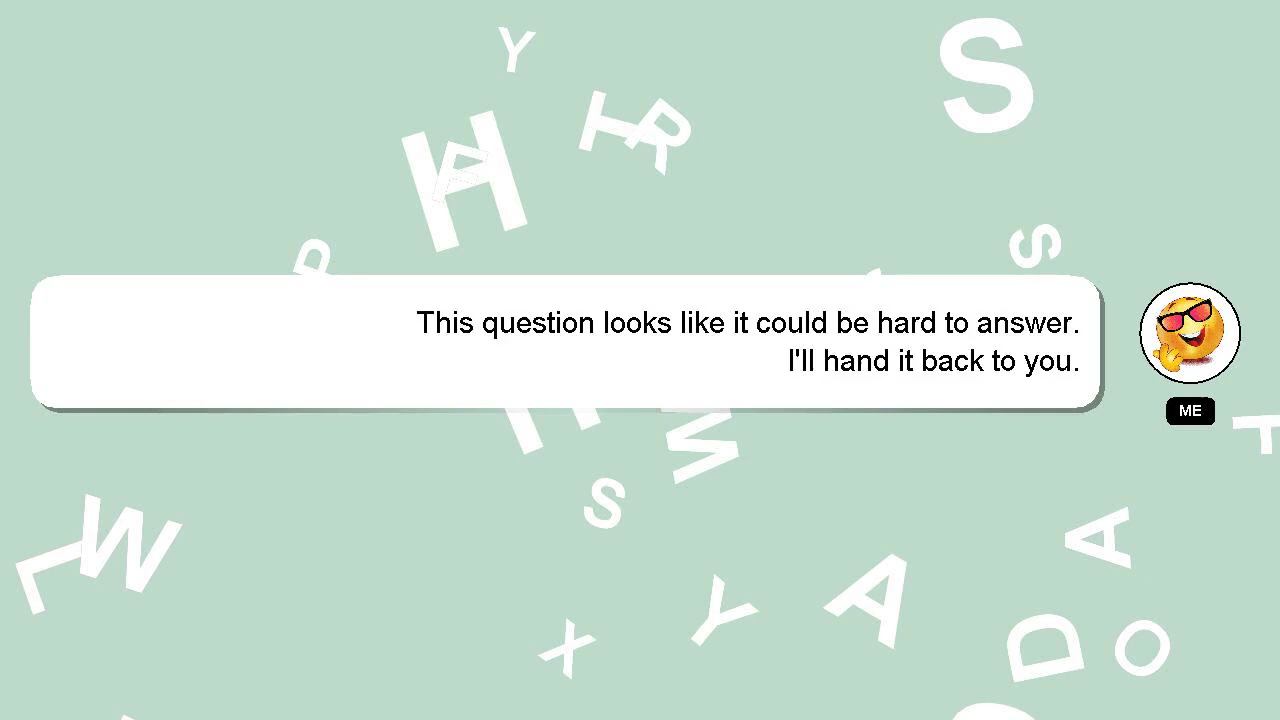 Y
S
T
R
H
A
P
S
This question looks like it could be hard to answer.
I'll hand it back to you.
ME
W
S
W
L
A
Y
A
X
D
O